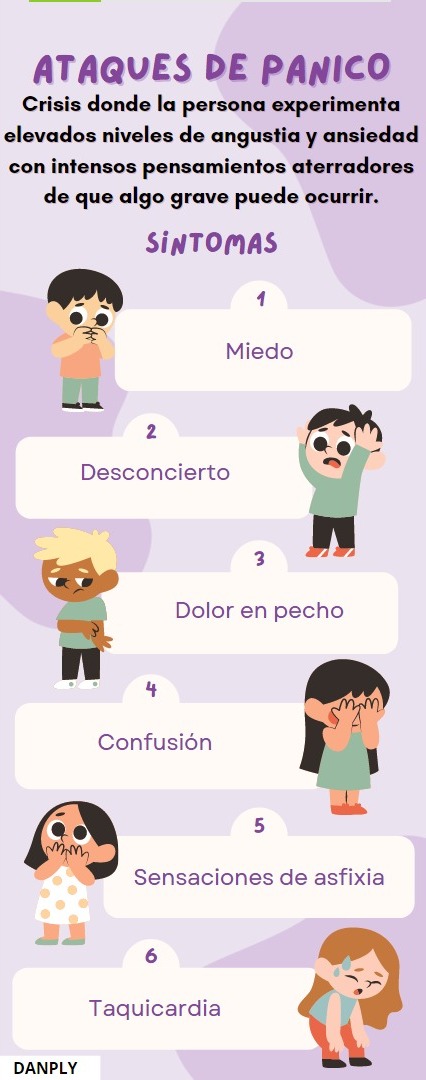 ATAQUES DE PANICO
Crisis donde la persona experimenta
elevados niveles de angustia y ansiedad
con intensos pensamientos aterradores
de que algo grave puede ocurrir.
SíNTOMAS
1
Miedo
2
Desconcierto
3
Dolor en pecho
4
Confusión
5
Sensaciones de asfixia
6
Taquicardia
DANPLY